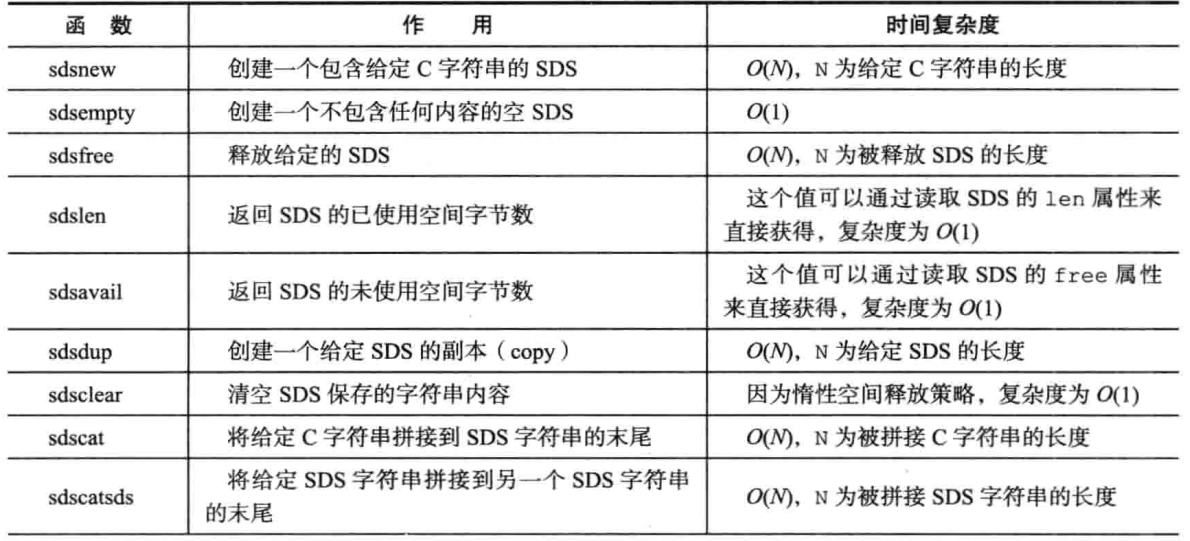 函 数 作 用 时间复杂度
sdsnew 创建一个包含给定 C 字符串的 SDS O(N)，N 为给定 C 字符串的长度
sdsempty 创建一个不包含任何内容的空 SDS O(1)
sdsfree 释放给定的 SDS O(N)，N 为被释放 SDS 的长度
sdslen 返回 SDS 的已使用空间字节数 这个值可以通过读取 SDS 的 len 属性来
直接获得，复杂度为 O(1)
sdsavail 返回 SDS 的未使用空间字节数 这个值可以通过读取 SDS 的 free 属性
来直接获得，复杂度为 O(1)
sdsdup 创建一个给定 SDS 的副本（copy） O(N)，N 为给定 SDS 的长度
sdsclear 清空 SDS 保存的字符串内容 因为惰性空间释放策略，复杂度为 O(1)
sdscat 将给定 C 字符串拼接到 SDS 字符串的末尾 O(N)，N 为被拼接 C 字符串的长度
sdscatsds 将给定 SDS 字符串拼接到另一个 SDS 字符串
的末尾 O(N)，N 为被拼接 SDS 字符串的长度